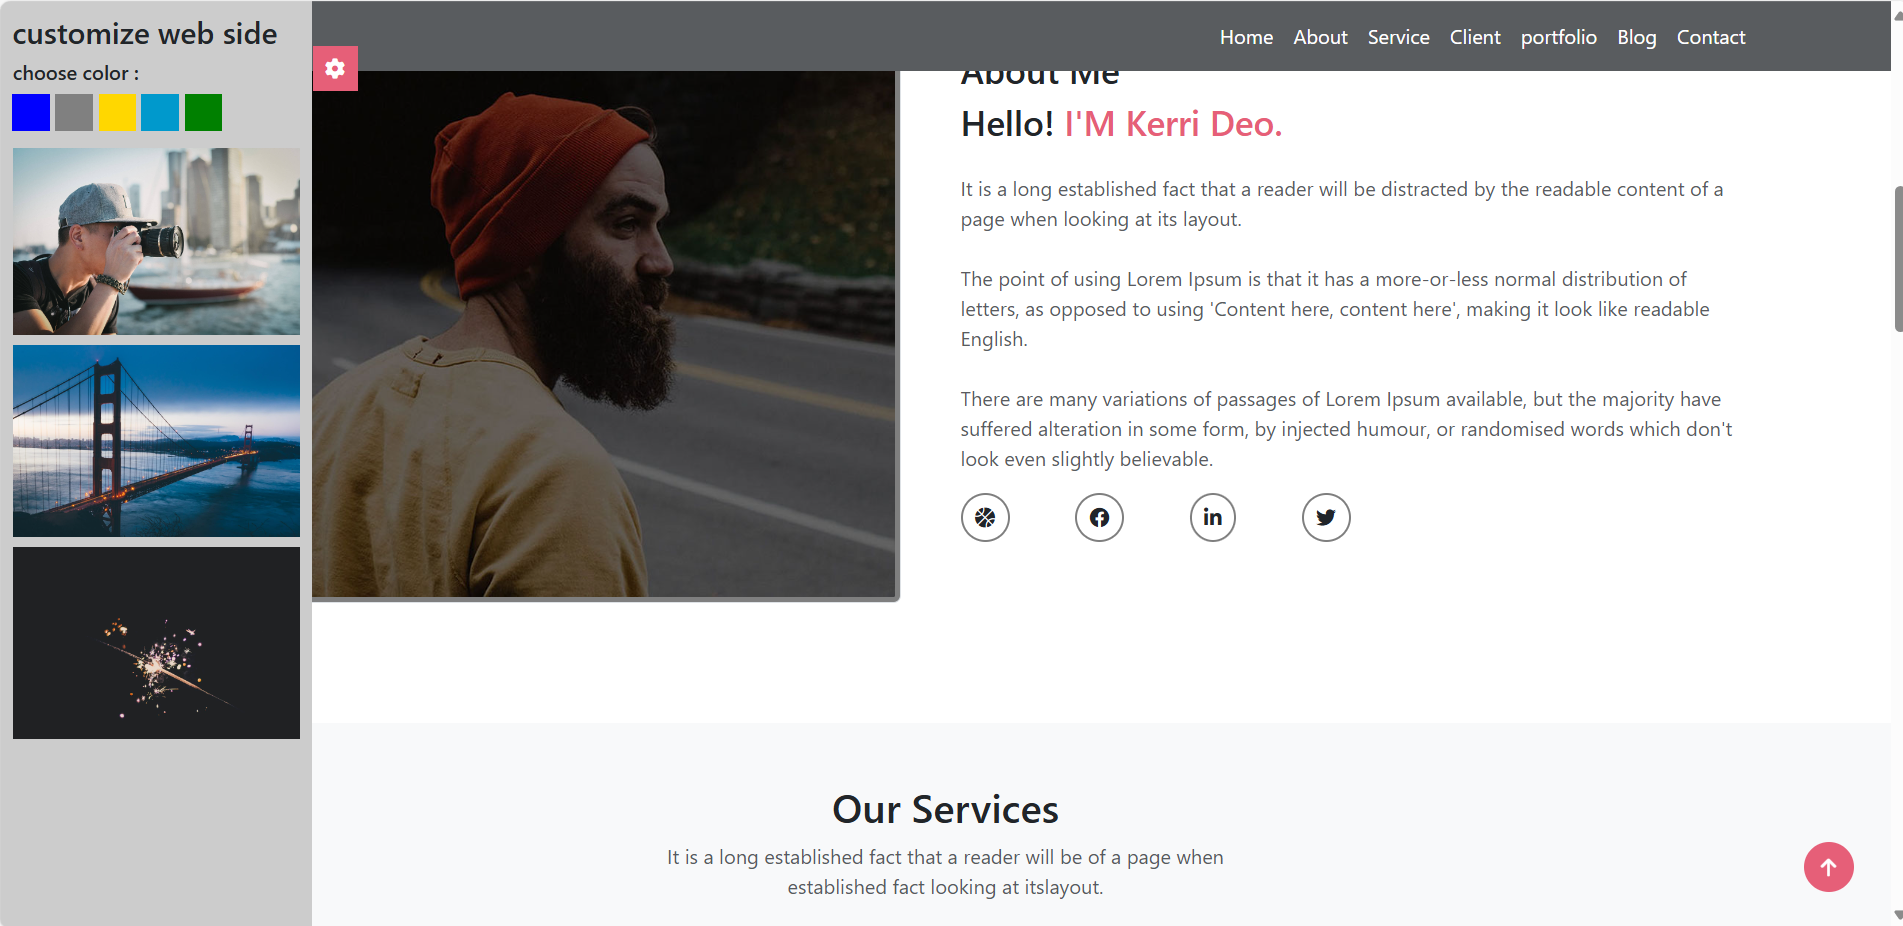 customize web side
choose color :
Home About Service Client portfolio Blog Contact
About Me
Hello! I'M Kerri Deo.
It is a long established fact that a reader will be distracted by the readable content of a
page when looking at its layout.
The point of using Lorem Ipsum is that it has a more-or-less normal distribution of
letters, as opposed to using 'Content here, content here', making it look like readable
English.
There are many variations of passages of Lorem Ipsum available, but the majority have
suffered alteration in some form, by injected humour, or randomised words which don't
look even slightly believable.
Our Services
It is a long established fact that a reader will be of a page when
established fact looking at itslayout.